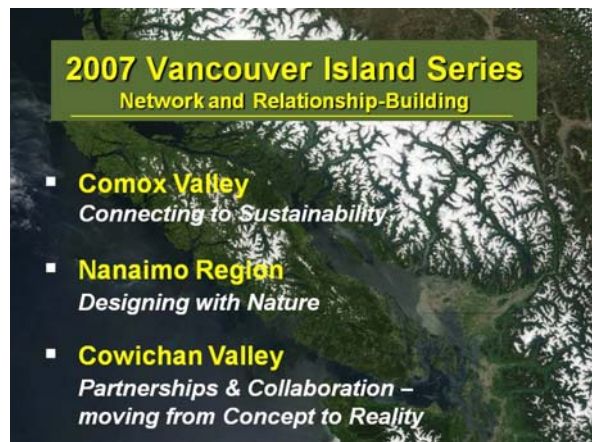 2007 Vancouver Island Series
Network and Relationship-Building
▪ Comox Valley
Connecting to Sustainability
▪ Nanaimo Region
Designing with Nature
▪ Cowichan Valley
Partnerships & Collaboration –
moving from Concept to Reality